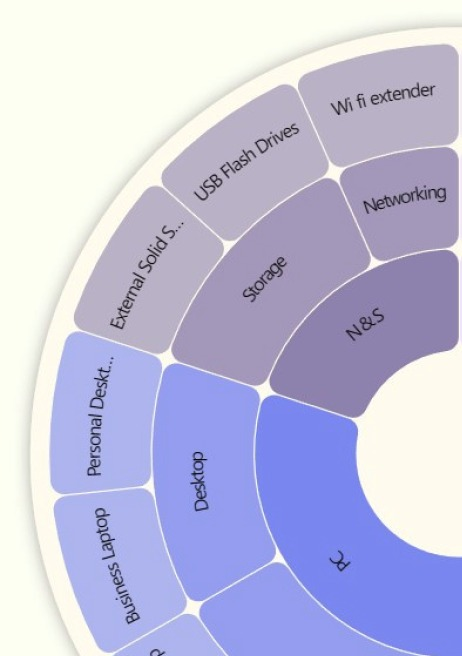 Wi fi extender
USB Flash Drives
Networking
External Solid S...
Storage
N&S
Personal Deskt...
Desktop
Business Laptop
PC